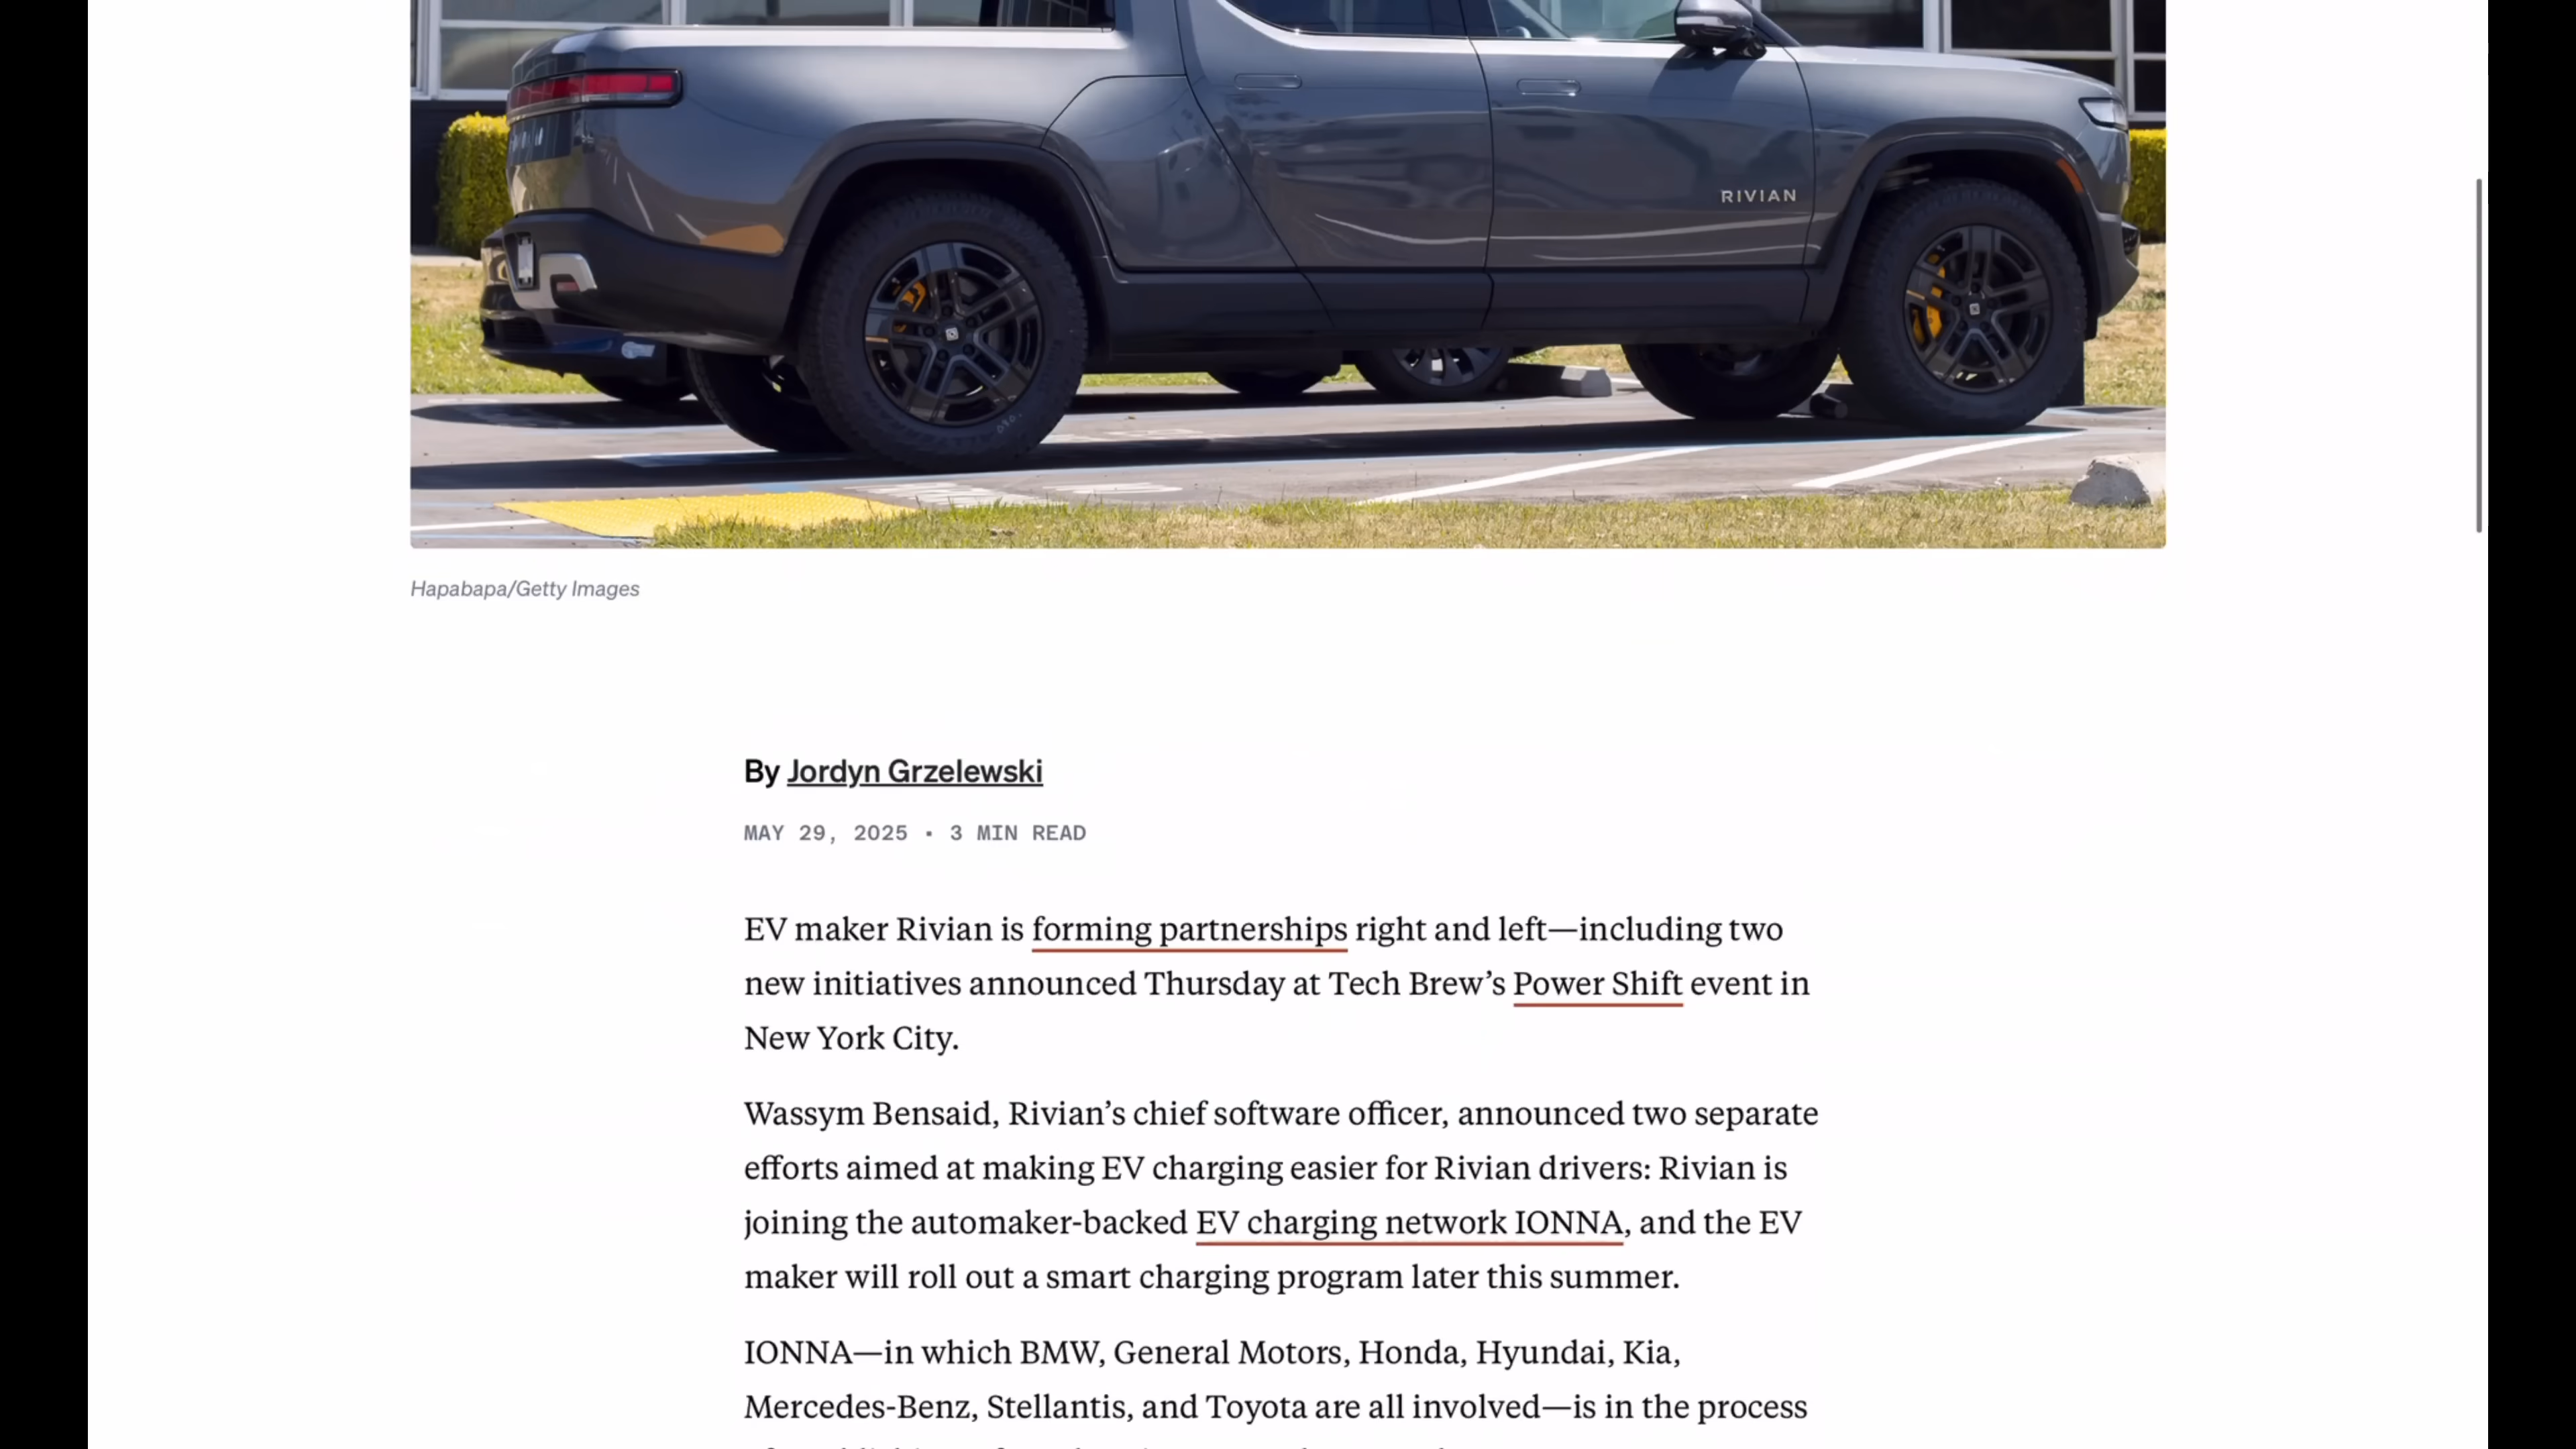 RIVIAN
Hapabapa/Getty Images
By Jordyn Grzelewski
MAY 29, 2025 · 3 MIN READ
EV maker Rivian is forming partnerships right and left—including two
new initiatives announced Thursday at Tech Brew’s Power Shift event in
New York City.
Wassym Bensaid, Rivian’s chief software officer, announced two separate
efforts aimed at making EV charging easier for Rivian drivers: Rivian is
joining the automaker-backed EV charging network IONNA, and the EV
maker will roll out a smart charging program later this summer.
IONNA—in which BMW, General Motors, Honda, Hyundai, Kia,
Mercedes-Benz, Stellantis, and Toyota are all involved—is in the process